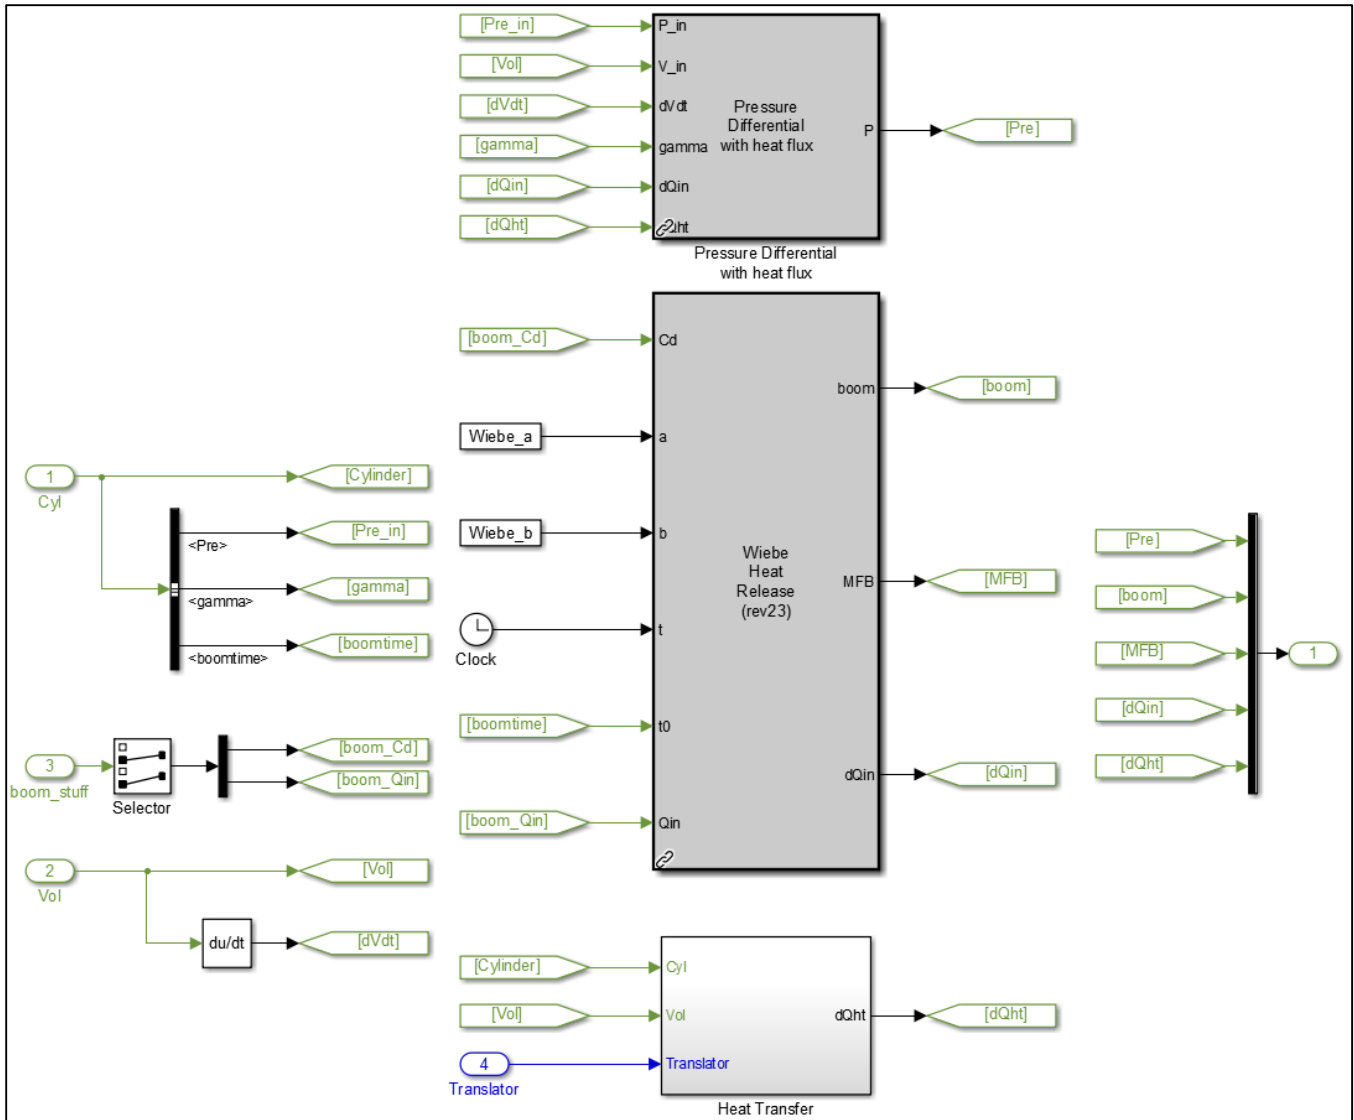 [Pre_in]
P_in
[Vol]
V_in
[dVdt]
dVdt
[gamma]
gamma
[dQin]
dQin
[dQht]
Qht
Pressure
Differential
with heat flux
P
[Pre]
Pressure Differential
with heat flux
[boom_Cd]
Cd
Wiebe_a
a
Wiebe_b
b
Clock
t
[boomtime]
t0
[boom_Qin]
Qin
Wiebe
Heat
Release
(rev23)
boom
[boom]
MFB
[MFB]
dQin
[dQin]
1
Cyl
[Cylinder]
<Pre>
[Pre_in]
<gamma>
[gamma]
<boomtime>
[boomtime]
3
boom_stuff
Selector
[boom_Cd]
[boom_Qin]
2
Vol
[Vol]
du/dt
[dVdt]
[Cylinder]
Cyl
[Vol]
Vol
4
Translator
Translator
dQht
[dQht]
Heat Transfer
[Pre]
[boom]
[MFB]
[dQin]
[dQht]
1